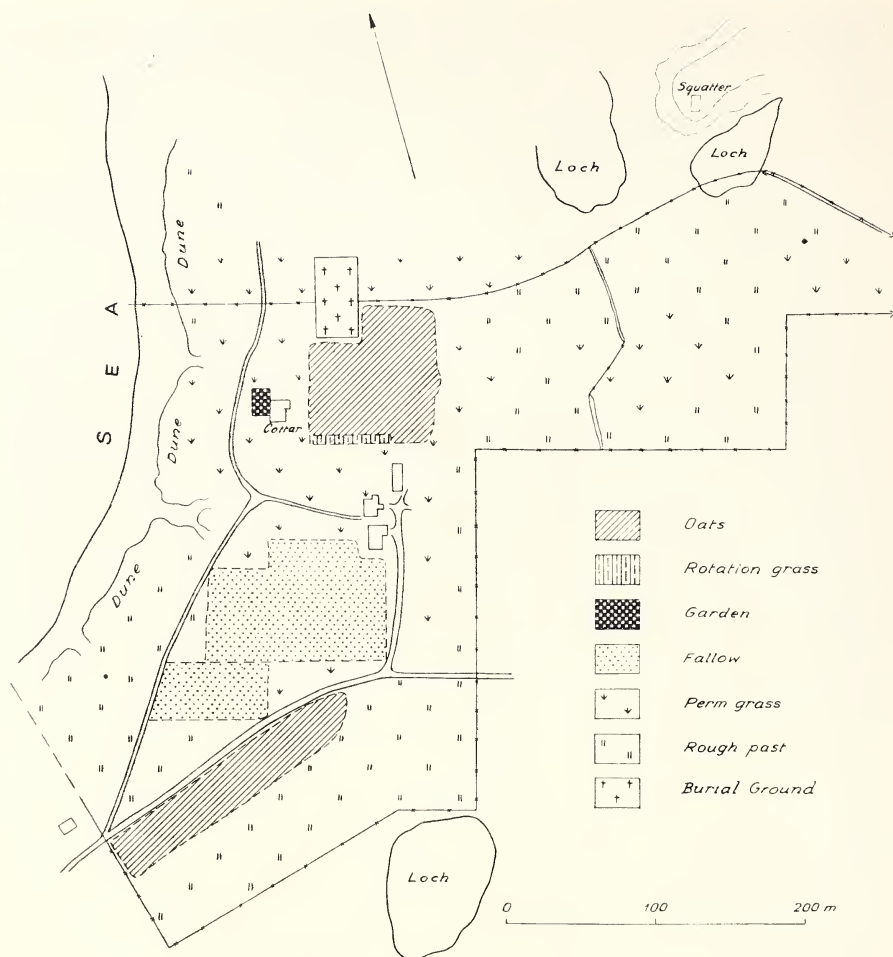 Squatter
Loch
Loch
Dune
SEA
Dune
Cottar
Dune
Oats
Rotation grass
Garden
Fallow
Perm grass
Rough past
Burial Ground
Loch
0 100 200 m